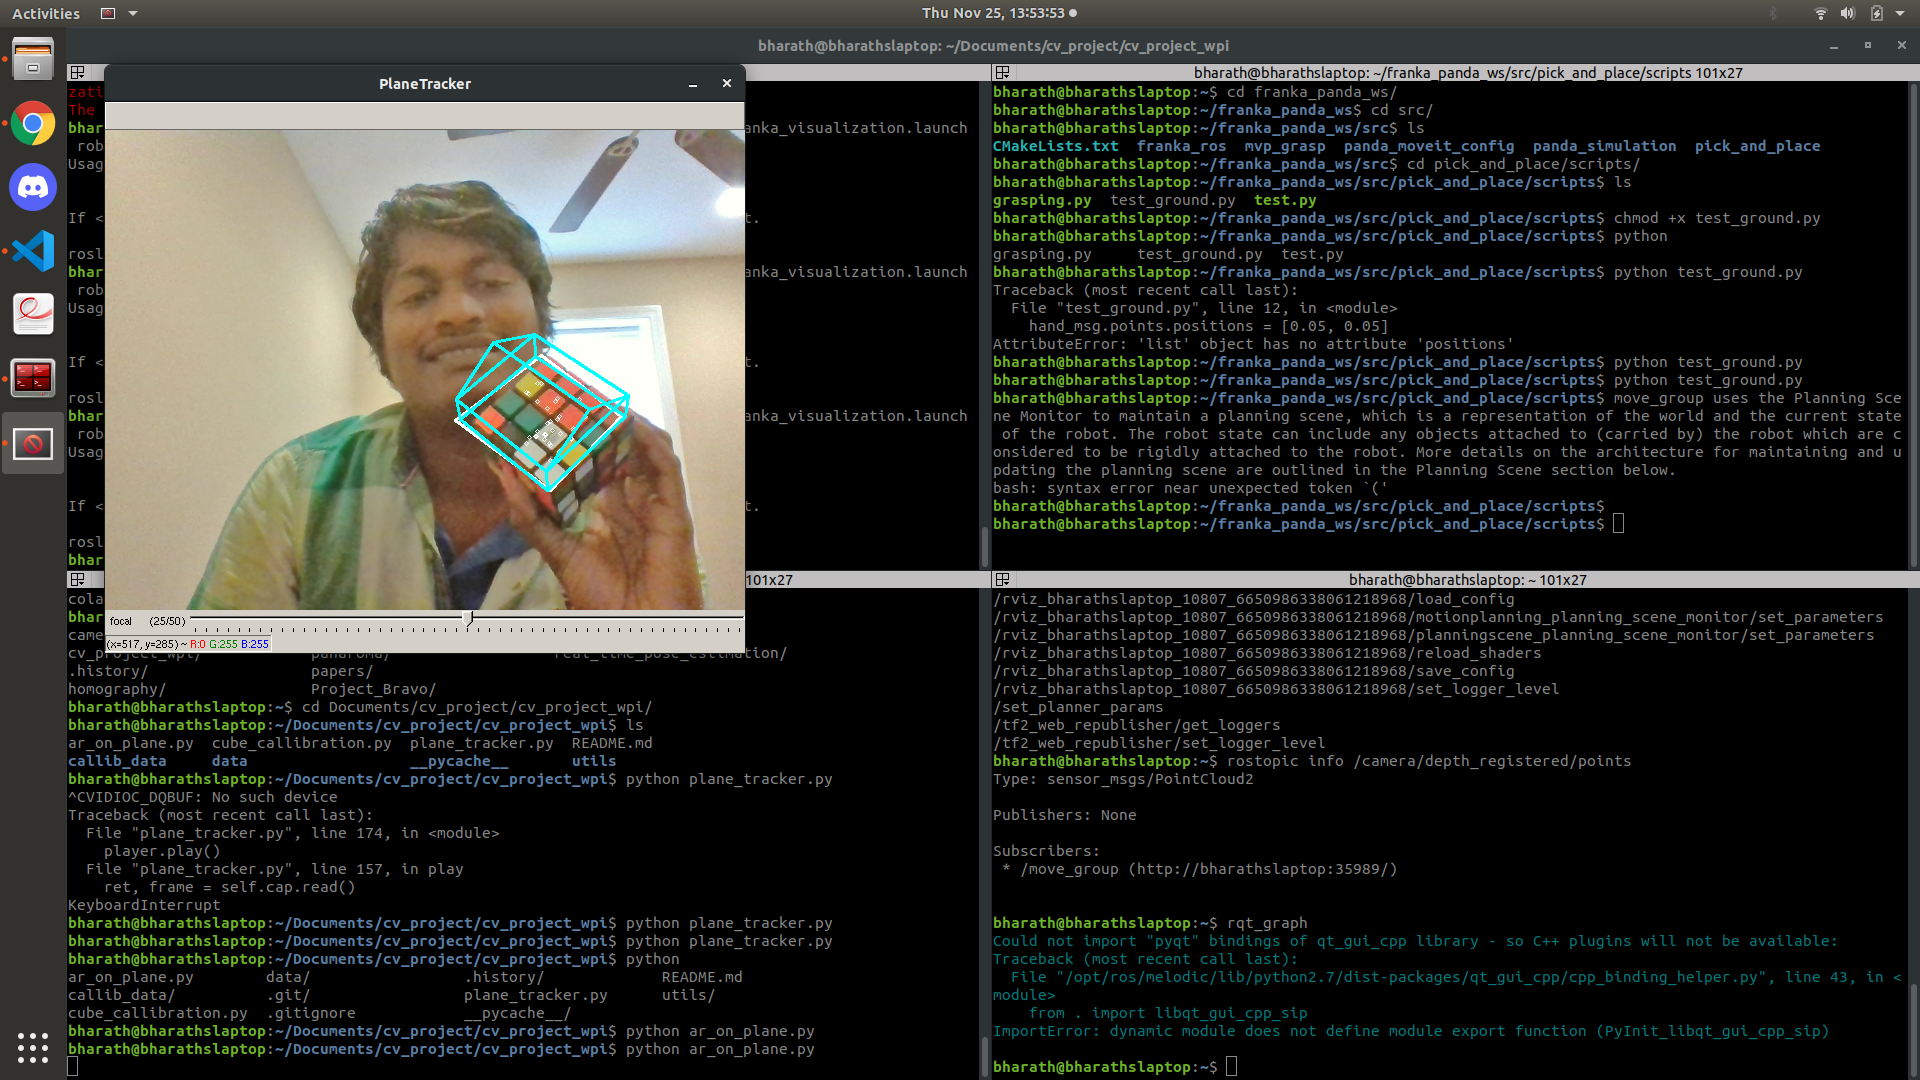 Activities
Thu Nov 25, 13:53:53
bharath@bharathslaptop: ~/Documents/cv_project/cv_project_wpi
PlaneTracker
zati
The
bhar
anka_visualization.launch
rob
Usag
If <
t.
rosl
bhar
anka_visualization.launch
rob
Usag
If <
t.
rosl
bhar
anka_visualization.launch
rob
Usag
If <
t.
rosl
bhar
focal (25/50)
(x=517, y=285) ~ R:0 G:255 B:255
bharath@bharathslaptop: ~/franka_panda_ws/src/pick_and_place/scripts 101x27
bharath@bharathslaptop:~$ cd franka_panda_ws/
bharath@bharathslaptop:~/franka_panda_ws$ cd src/
bharath@bharathslaptop:~/franka_panda_ws/src$ ls
CMakeLists.txt franka_ros mvp_grasp panda_moveit_config panda_simulation pick_and_place
bharath@bharathslaptop:~/franka_panda_ws/src$ cd pick_and_place/scripts/
bharath@bharathslaptop:~/franka_panda_ws/src/pick_and_place/scripts$ ls
grasping.py test_ground.py test.py
bharath@bharathslaptop:~/franka_panda_ws/src/pick_and_place/scripts$ chmod +x test_ground.py
bharath@bharathslaptop:~/franka_panda_ws/src/pick_and_place/scripts$ python
grasping.py test_ground.py test.py
bharath@bharathslaptop:~/franka_panda_ws/src/pick_and_place/scripts$ python test_ground.py
Traceback (most recent call last):
File "test_ground.py", line 12, in <module>
hand_msg.points.positions = [0.05, 0.05]
AttributeError: 'list' object has no attribute 'positions'
bharath@bharathslaptop:~/franka_panda_ws/src/pick_and_place/scripts$ python test_ground.py
bharath@bharathslaptop:~/franka_panda_ws/src/pick_and_place/scripts$ python test_ground.py
bharath@bharathslaptop:~/franka_panda_ws/src/pick_and_place/scripts$ move_group uses the Planning Sce
ne Monitor to maintain a planning scene, which is a representation of the world and the current state
of the robot. The robot state can include any objects attached to (carried by) the robot which are c
onsidered to be rigidly attached to the robot. More details on the architecture for maintaining and u
pdating the planning scene are outlined in the Planning Scene section below.
bash: syntax error near unexpected token `('
bharath@bharathslaptop:~/franka_panda_ws/src/pick_and_place/scripts$
bharath@bharathslaptop:~/franka_panda_ws/src/pick_and_place/scripts$
101x27
cola
bhar
came
cv_project_wpi/ panaroma/ real_time_pose_estimation/
.history/ papers/
homography/ Project_Bravo/
bharath@bharathslaptop:~$ cd Documents/cv_project/cv_project_wpi/
bharath@bharathslaptop:~/Documents/cv_project/cv_project_wpi$ ls
ar_on_plane.py cube_callibration.py plane_tracker.py README.md
callib_data data __pycache__ utils
bharath@bharathslaptop:~/Documents/cv_project/cv_project_wpi$ python plane_tracker.py
^CVIDIOC_DQBUF: No such device
Traceback (most recent call last):
File "plane_tracker.py", line 174, in <module>
player.play()
File "plane_tracker.py", line 157, in play
ret, frame = self.cap.read()
KeyboardInterrupt
bharath@bharathslaptop:~/Documents/cv_project/cv_project_wpi$ python plane_tracker.py
bharath@bharathslaptop:~/Documents/cv_project/cv_project_wpi$ python plane_tracker.py
bharath@bharathslaptop:~/Documents/cv_project/cv_project_wpi$ python
ar_on_plane.py data/ .history/ README.md
callib_data/ .git/ plane_tracker.py utils/
cube_callibration.py .gitignore __pycache__/
bharath@bharathslaptop:~/Documents/cv_project/cv_project_wpi$ python ar_on_plane.py
bharath@bharathslaptop:~/Documents/cv_project/cv_project_wpi$ python ar_on_plane.py
bharath@bharathslaptop: ~ 101x27
/rviz_bharathslaptop_10807_6650986338061218968/load_config
/rviz_bharathslaptop_10807_6650986338061218968/motionplanning_planning_scene_monitor/set_parameters
/rviz_bharathslaptop_10807_6650986338061218968/planningscene_planning_scene_monitor/set_parameters
/rviz_bharathslaptop_10807_6650986338061218968/reload_shaders
/rviz_bharathslaptop_10807_6650986338061218968/save_config
/rviz_bharathslaptop_10807_6650986338061218968/set_logger_level
/set_planner_params
/tf2_web_republisher/get_loggers
/tf2_web_republisher/set_logger_level
bharath@bharathslaptop:~$ rostopic info /camera/depth_registered/points
Type: sensor_msgs/PointCloud2
Publishers: None
Subscribers:
* /move_group (http://bharathslaptop:35989/)
bharath@bharathslaptop:~$ rqt_graph
Could not import "pyqt" bindings of qt_gui_cpp library - so C++ plugins will not be available:
Traceback (most recent call last):
File "/opt/ros/melodic/lib/python2.7/dist-packages/qt_gui_cpp/cpp_binding_helper.py", line 43, in <
module>
from . import libqt_gui_cpp_sip
ImportError: dynamic module does not define module export function (PyInit_libqt_gui_cpp_sip)
bharath@bharathslaptop:~$